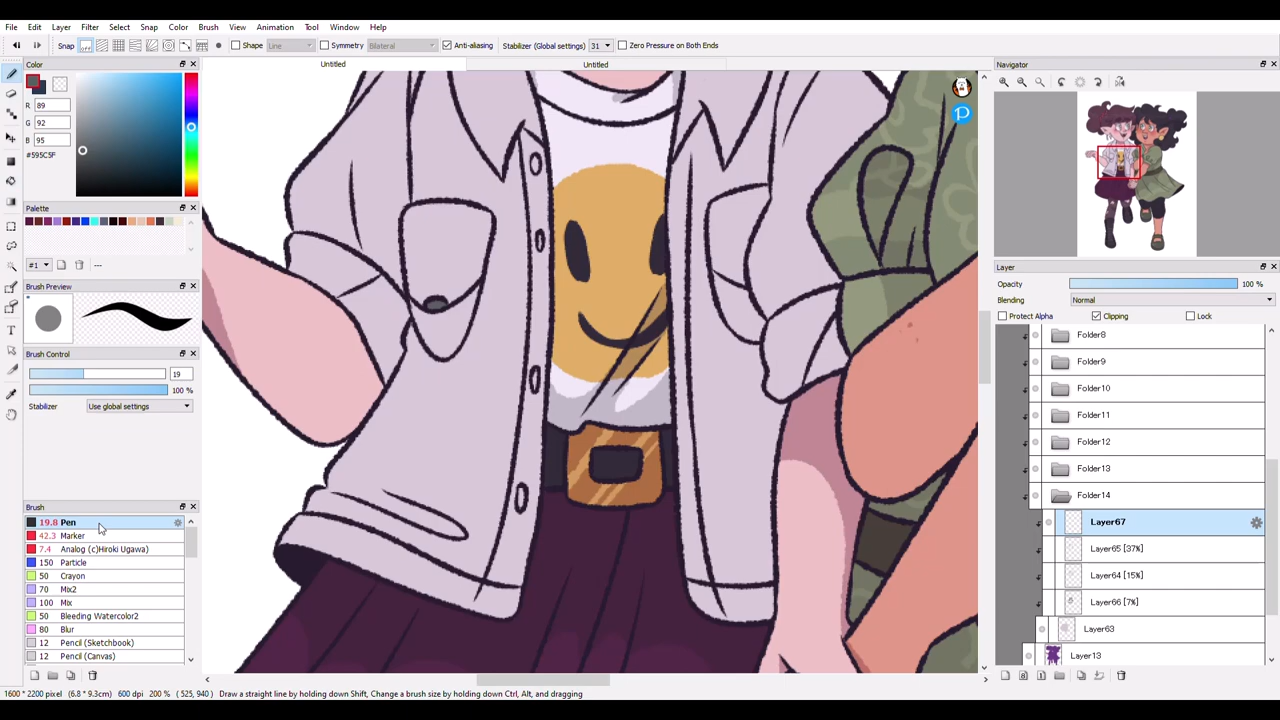 File Edit Layer Filter Select Snap Color Brush View Animation Tool Window Help
Snap Shape Line Symmetry Bilateral Anti-aliasing Stabilizer (Global settings) 31 Zero Pressure on Both Ends
Color
Untitled
Untitled
Navigator
R 89
G 92
B 95
#595C5F
Palette
#1 ---
Brush Preview
Brush Control
19
100 %
Stabilizer Use global settings
Brush
19.8 Pen
42.3 Marker
7.4 Analog (c)Hiroki Ugawa)
150 Particle
50 Crayon
70 Mix2
100 Mix
50 Bleeding Watercolor2
80 Blur
12 Pencil (Sketchbook)
12 Pencil (Canvas)
Layer
Opacity 100 %
Blending Normal
Protect Alpha Clipping Lock
Folder8
Folder9
Folder10
Folder11
Folder12
Folder13
Folder14
Layer67
Layer65 [37%]
Layer64 [15%]
Layer66 [7%]
Layer63
Layer13
1600 * 2200 pixel (6.8 * 9.3cm) 600 dpi 200 % ( 525, 940) Draw a straight line by holding down Shift, Change a brush size by holding down Ctrl, Alt, and dragging